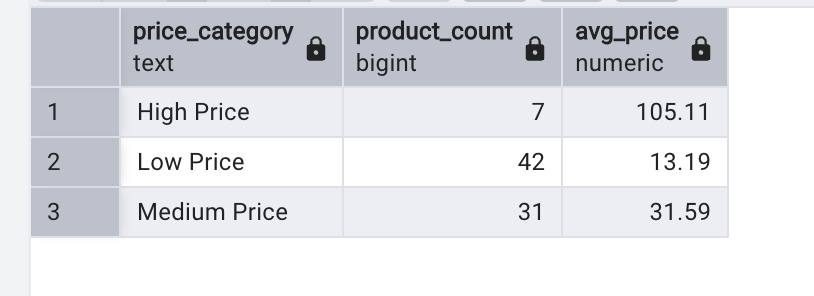 price_category product_count avg_price
text bigint numeric
1 High Price 7 105.11
2 Low Price 42 13.19
3 Medium Price 31 31.59